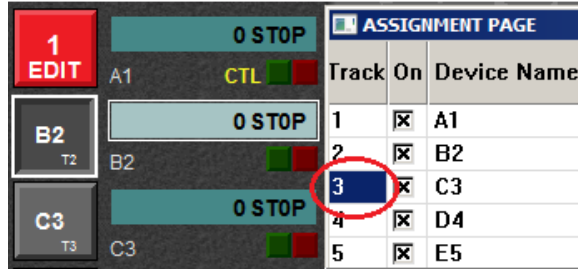 1
EDIT
0 STOP
A1 CTL
B2
T2
0 STOP
B2
C3
T3
0 STOP
C3
ASSIGNMENT PAGE
Track On Device Name
1 A1
2 B2
3 C3
4 D4
5 E5